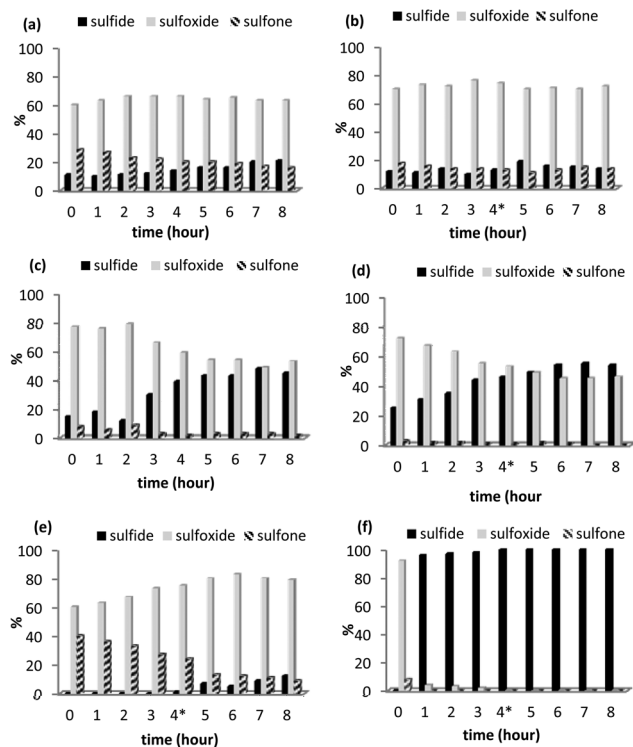 (a) sulfide sulfoxide sulfone
100
80
60
40
20
0
%
0 1 2 3 4 5 6 7 8
time (hour)
(b) sulfide sulfoxide sulfone
100
80
60
40
20
0
%
0 1 2 3 4* 5 6 7 8
time (hour)
(c) sulfide sulfoxide sulfone
100
80
60
40
20
0
%
0 1 2 3 4 5 6 7 8
time (hour)
(d) sulfide sulfoxide sulfone
100
80
60
40
20
0
%
0 1 2 3 4* 5 6 7 8
time (hour
(e) sulfide sulfoxide sulfone
100
80
60
40
20
0
%
0 1 2 3 4* 5 6 7 8
time (hour)
(f) sulfide sulfoxide sulfone
100
80
60
40
20
0
%
0 1 2 3 4* 5 6 7 8
time (hour)